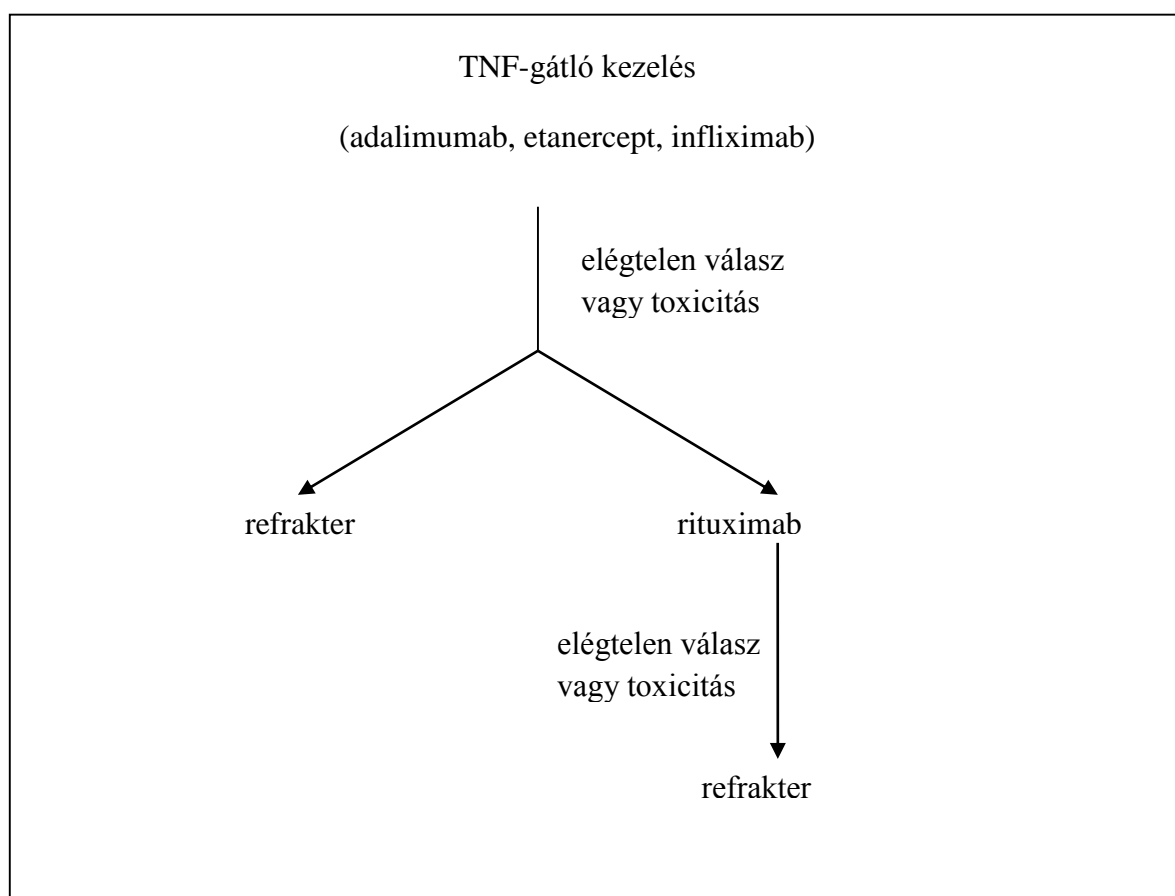 TNF-gátló kezelés
(adalimumab, etanercept, infliximab)
elégtelen válasz
vagy toxicitás
refrakter
rituximab
elégtelen válasz
vagy toxicitás
refrakter